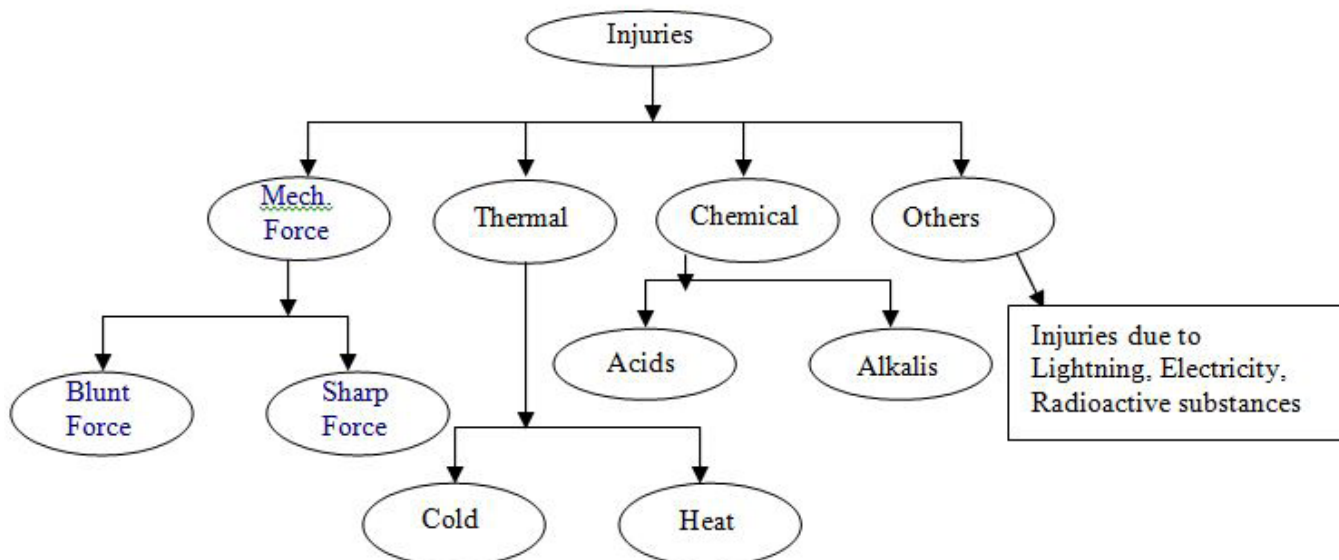 Injuries
Mech.
Force
Thermal
Chemical
Others
Blunt
Force
Sharp
Force
Acids
Alkalis
Injuries due to
Lightning, Electricity,
Radioactive substances
Cold
Heat